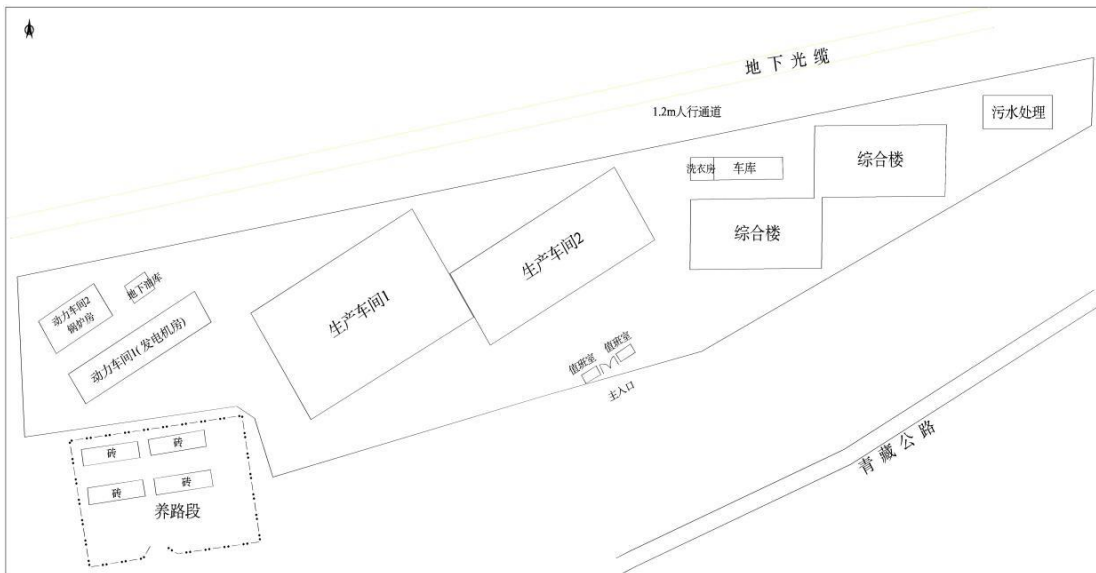 地下光缆
1.2m人行通道
污水处理
综合楼
洗衣房
车库
综合楼
生产车间2
生产车间1
地下油库
动力车间2
锅炉房
动力车间1(发电机房)
值班室
值班室
主入口
青藏公路
砖
砖
砖
砖
养路段